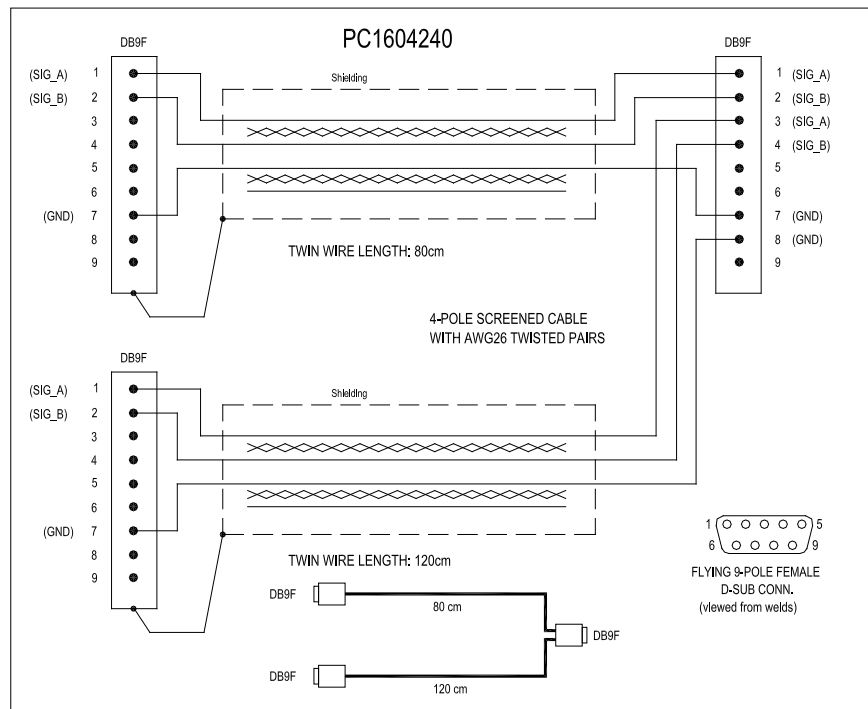 PC1604240
DB9F
(SIG_A) 1
(SIG_B) 2
3
4
5
6
(GND) 7
8
9
Shielding
TWIN WIRE LENGTH: 80cm
DB9F
1 (SIG_A)
2 (SIG_B)
3 (SIG_A)
4 (SIG_B)
5
6
7 (GND)
8 (GND)
9
4-POLE SCREENED CABLE
WITH AWG26 TWISTED PAIRS
DB9F
(SIG_A) 1
(SIG_B) 2
3
4
5
6
(GND) 7
8
9
Shielding
TWIN WIRE LENGTH: 120cm
1 5
6 9
FLYING 9-POLE FEMALE
D-SUB CONN.
(viewed from welds)
DB9F
80 cm
DB9F
DB9F
120 cm